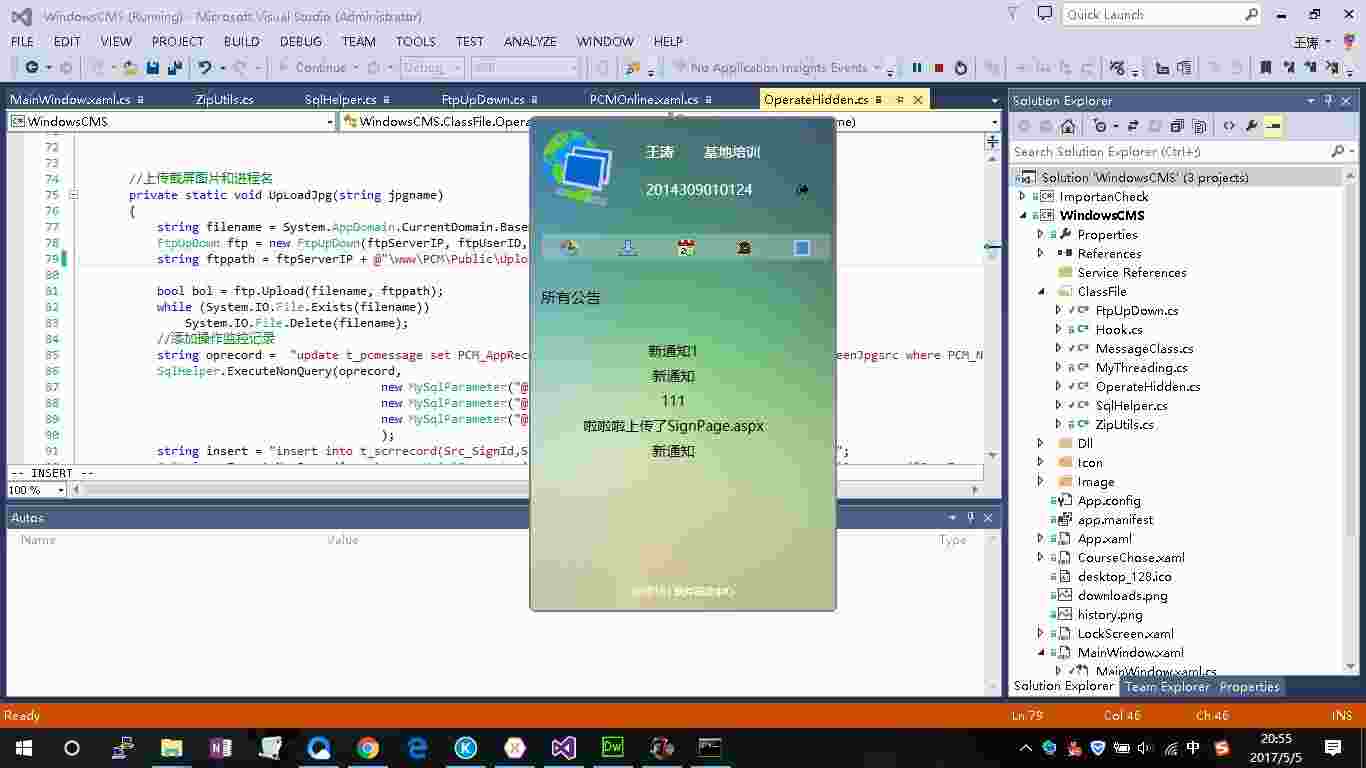 WindowsCMS (Running) - Microsoft Visual Studio (Administrator)
Quick Launch
FILE EDIT VIEW PROJECT BUILD DEBUG TEAM TOOLS TEST ANALYZE WINDOW HELP
王涛
Continue
Debug
No Application Insights Events
MainWindow.xaml.cs ZipUtils.cs SqlHelper.cs FtpUpDown.cs PCMOnline.xaml.cs OperateHidden.cs
WindowsCMS
WindowsCMS.ClassFile.Opera
72
73
74 //上传截屏图片和进程名
75 private static void UpLoadJpg(string jpgname)
76 {
77 string filename = System.AppDomain.CurrentDomain.Base
78 FtpUpDown ftp = new FtpUpDown(ftpServerIP, ftpUserID,
79 string ftppath = ftpServerIP + @"\www\PCM\Public\Uplo
80
81 bool bol = ftp.Upload(filename, ftppath);
82 while (System.IO.File.Exists(filename))
83 System.IO.File.Delete(filename);
84 //添加操作监控记录
85 string oprecord = "update t_pcmessage set PCM_AppRec
eenJpgsrc where PCM_N
86 SqlHelper.ExecuteNonQuery(oprecord,
87 new MySqlParameter("@
88 new MySqlParameter("@
89 new MySqlParameter("@
90 );
91 string insert = "insert into t_scrrecord(Src_SignId,S
";
-- INSERT --
100 %
王涛 基地培训
2014309010124
所有公告
新通知1
新通知
111
啦啦啦上传了SignPage.aspx
新通知
Autos
Name Value Type
Solution Explorer
Search Solution Explorer (Ctrl+;)
Solution 'WindowsCMS' (3 projects)
ImportanCheck
WindowsCMS
Properties
References
Service References
ClassFile
FtpUpDown.cs
Hook.cs
MessageClass.cs
MyThreading.cs
OperateHidden.cs
SqlHelper.cs
ZipUtils.cs
Dll
Icon
Image
App.config
app.manifest
App.xaml
CourseChose.xaml
desktop_128.ico
downloads.png
history.png
LockScreen.xaml
MainWindow.xaml
MainWindow.xaml.cs
Solution Explorer Team Explorer Properties
Ready
Ln 79 Col 46 Ch 46 INS
中
20:55
2017/5/5